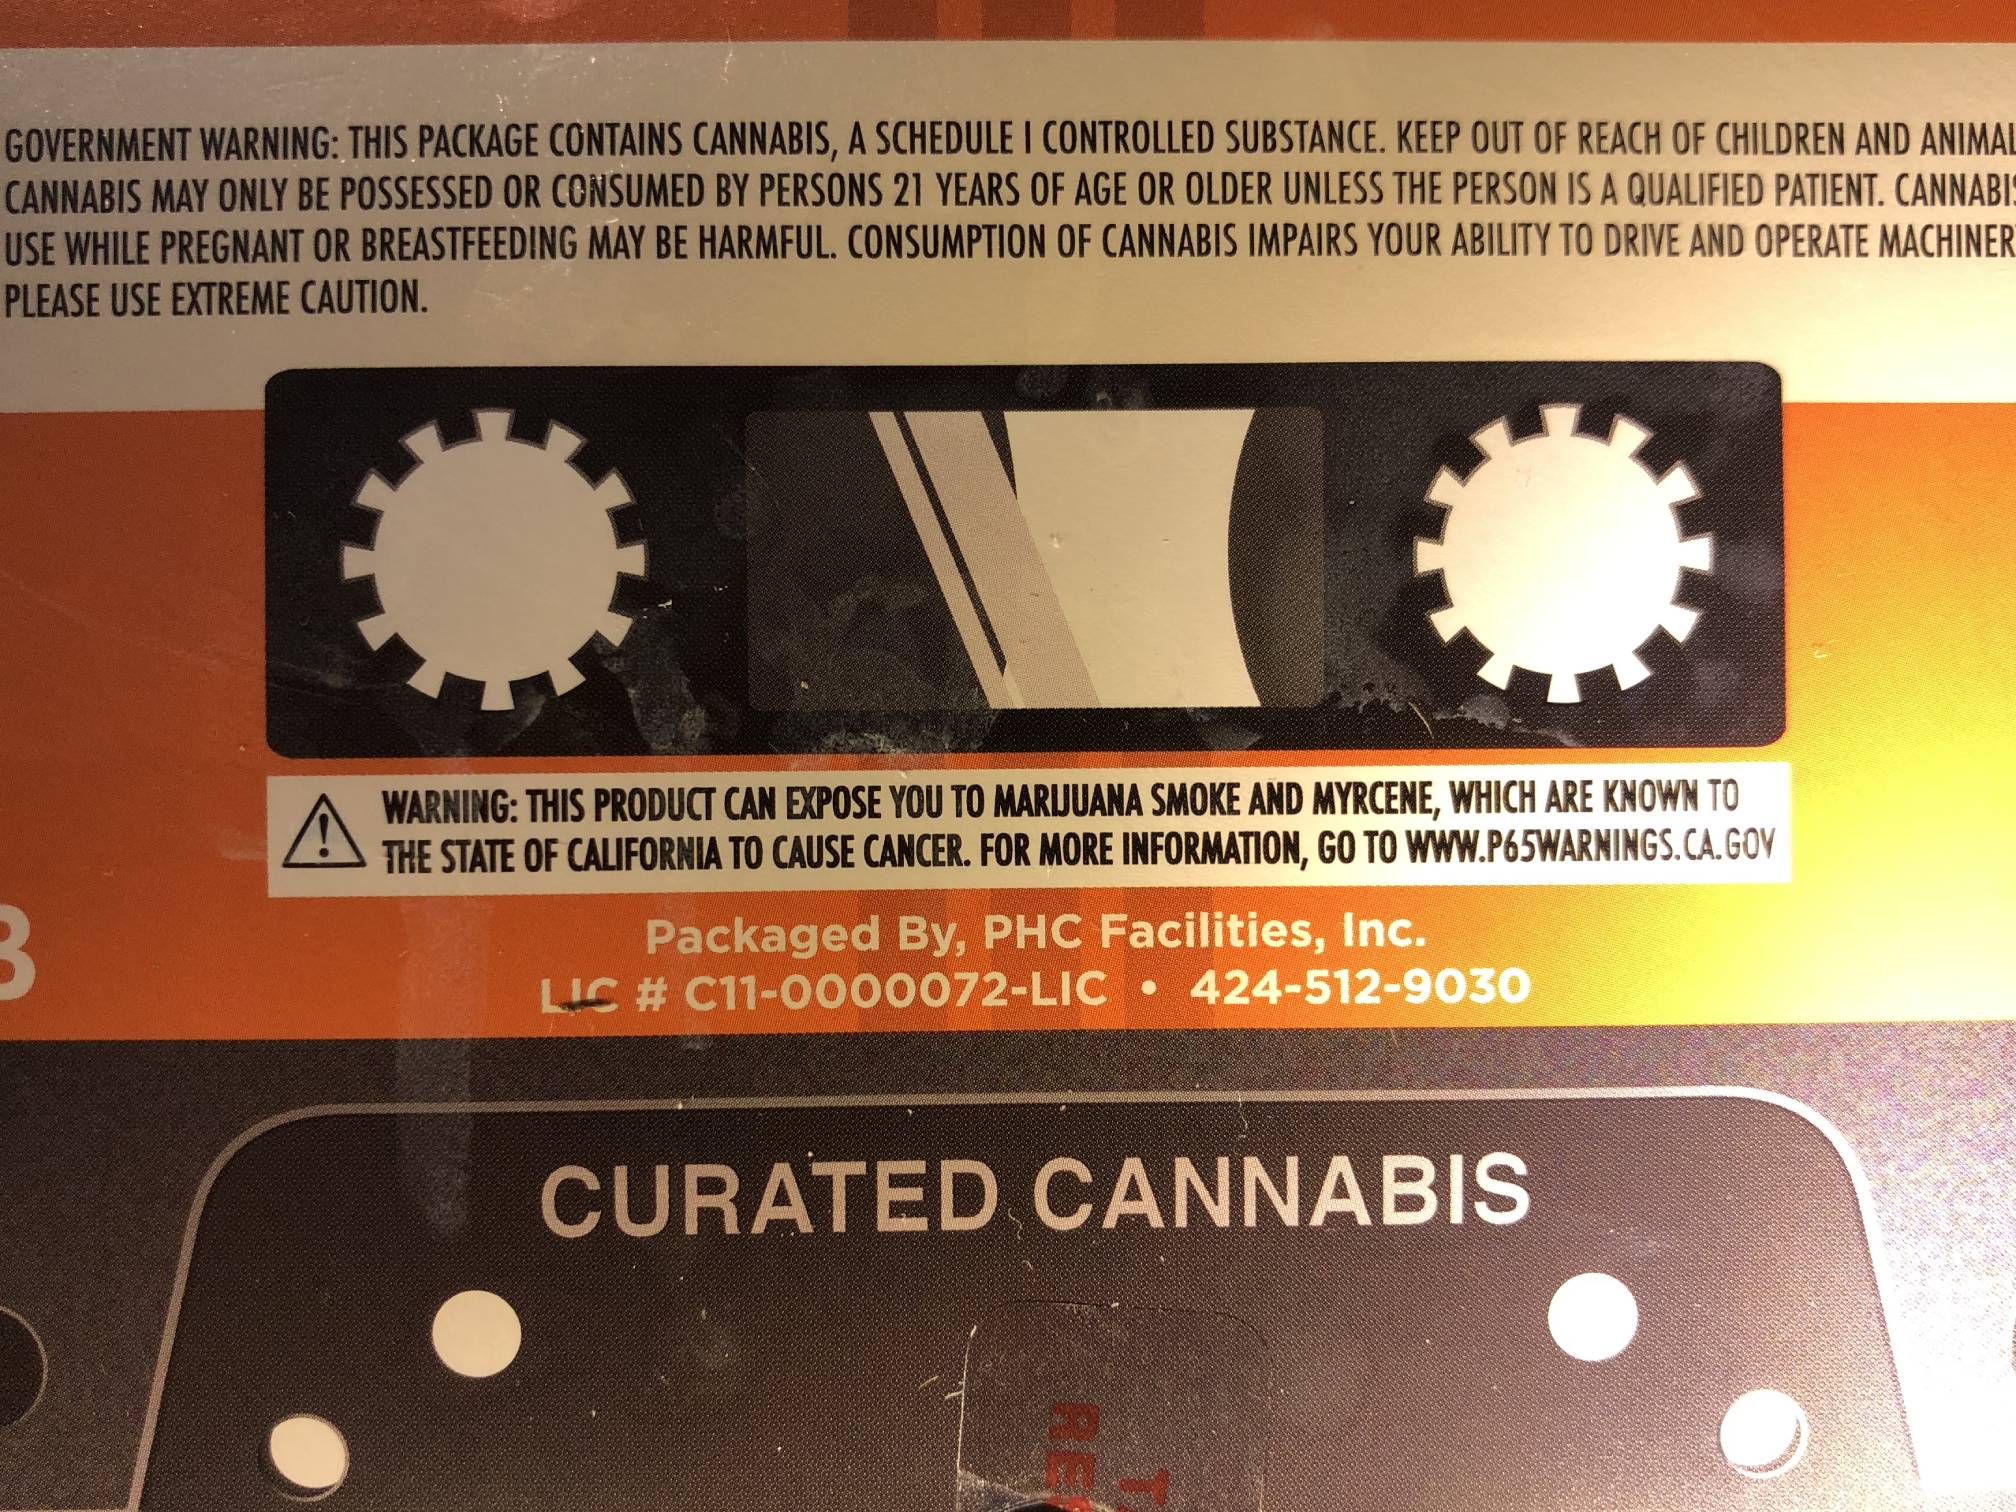 GOVERNMENT WARNING: THIS PACKAGE CONTAINS CANNABIS, A SCHEDULE I CONTROLLED SUBSTANCE. KEEP OUT OF REACH OF CHILDREN AND ANIMAL
CANNABIS MAY ONLY BE POSSESSED OR CONSUMED BY PERSONS 21 YEARS OF AGE OR OLDER UNLESS THE PERSON IS A QUALIFIED PATIENT. CANNABIS
USE WHILE PREGNANT OR BREASTFEEDING MAY BE HARMFUL. CONSUMPTION OF CANNABIS IMPAIRS YOUR ABILITY TO DRIVE AND OPERATE MACHINER
PLEASE USE EXTREME CAUTION.
WARNING: THIS PRODUCT CAN EXPOSE YOU TO MARIJUANA SMOKE AND MYRCENE, WHICH ARE KNOWN TO
THE STATE OF CALIFORNIA TO CAUSE CANCER. FOR MORE INFORMATION, GO TO WWW.P65WARNINGS.CA.GOV
Packaged By, PHC Facilities, Inc.
LIC # C11-0000072-LIC • 424-512-9030
CURATED CANNABIS